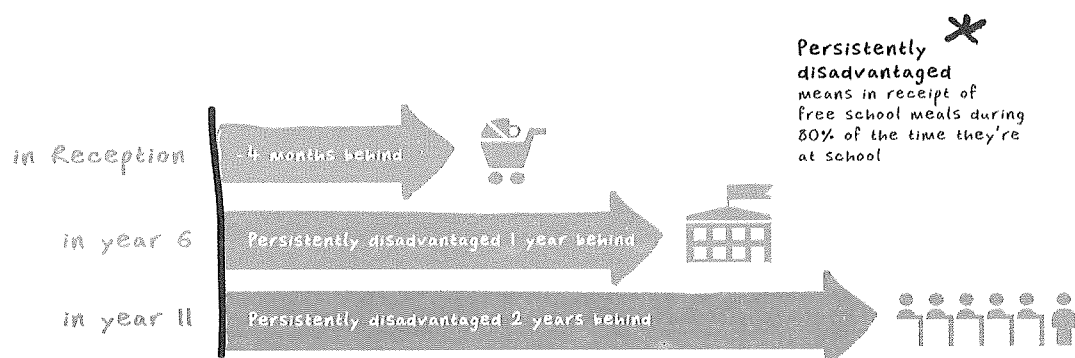 *
Persistently
disadvantaged
means in receipt of
free school meals during
80% of the time they're
at school
in Reception
4 months behind
in year 6
Persistently disadvantaged 1 year behind
in year 11
Persistently disadvantaged 2 years behind